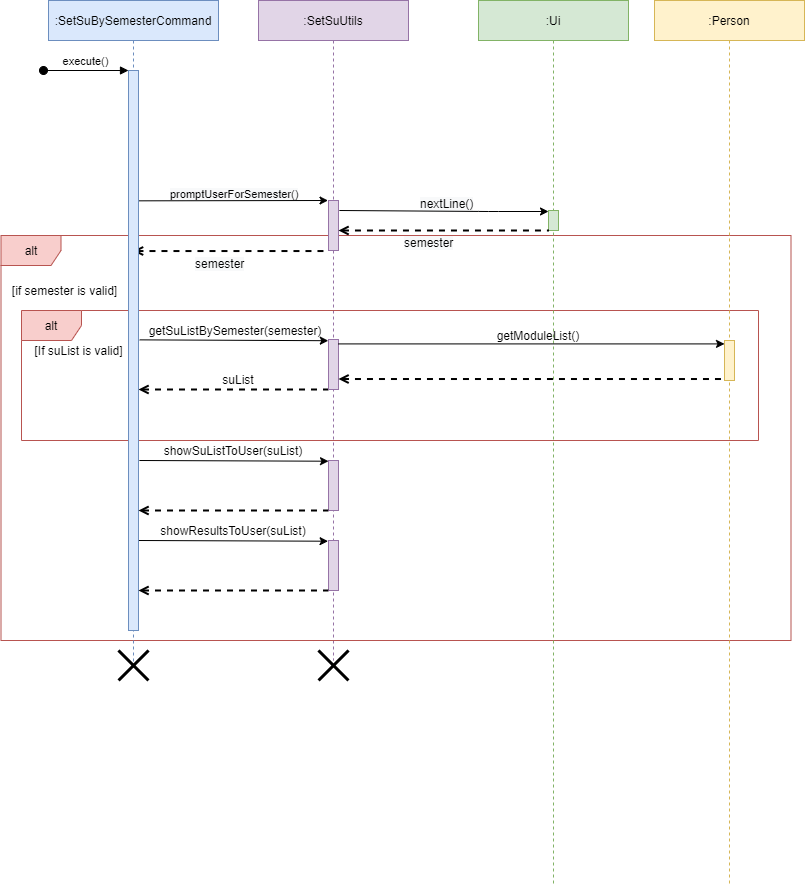 :SetSuBySemesterCommand
:SetSuUtils
:Ui
:Person
execute()
promptUserForSemester()
nextLine()
semester
alt
semester
[if semester is valid]
alt
getSuListBySemester(semester)
getModuleList()
[If suList is valid]
suList
showSuListToUser(suList)
showResultsToUser(suList)